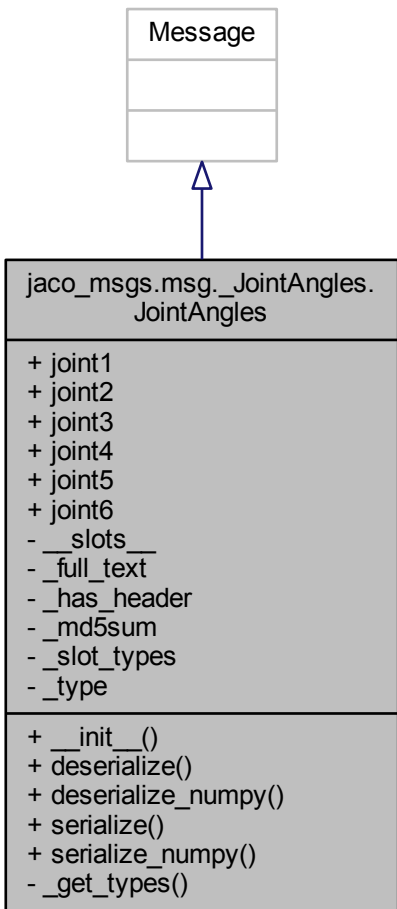 Message
jaco_msgs.msg._JointAngles.
JointAngles
+ joint1
+ joint2
+ joint3
+ joint4
+ joint5
+ joint6
- __slots__
- _full_text
- _has_header
- _md5sum
- _slot_types
- _type
+ __init__()
+ deserialize()
+ deserialize_numpy()
+ serialize()
+ serialize_numpy()
- _get_types()